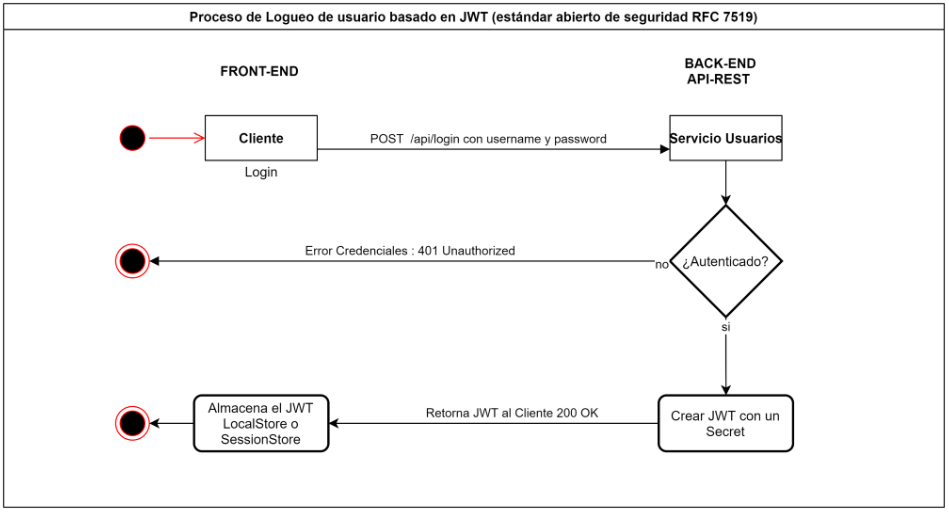 Proceso de Logueo de usuario basado en JWT (estándar abierto de seguridad RFC 7519)
FRONT-END
BACK-END
API-REST
Cliente
POST /api/login con username y password
Servicio Usuarios
Login
Error Credenciales : 401 Unauthorized
no
¿Autenticado?
si
Almacena el JWT
LocalStore o
SessionStore
Retorna JWT al Cliente 200 OK
Crear JWT con un
Secret